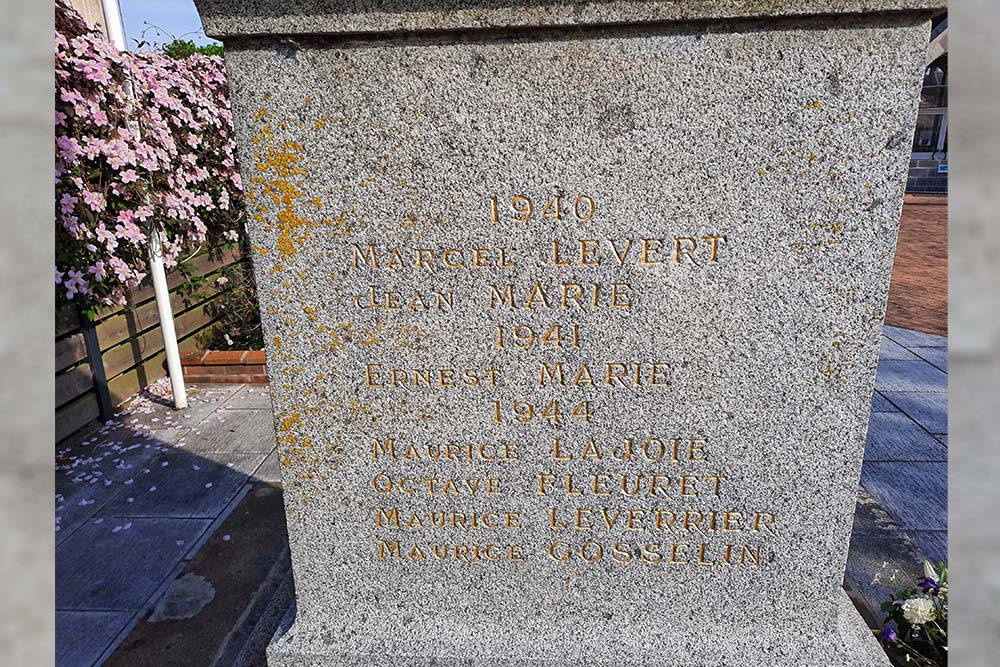 1940
MARCEL LEVERT
JEAN MARIE
1941
ERNEST MARIE
1944
MAURICE LAJOIE
OCTAVE FLEURET
MAURICE LEVERRIER
MAURICE GOSSELIN